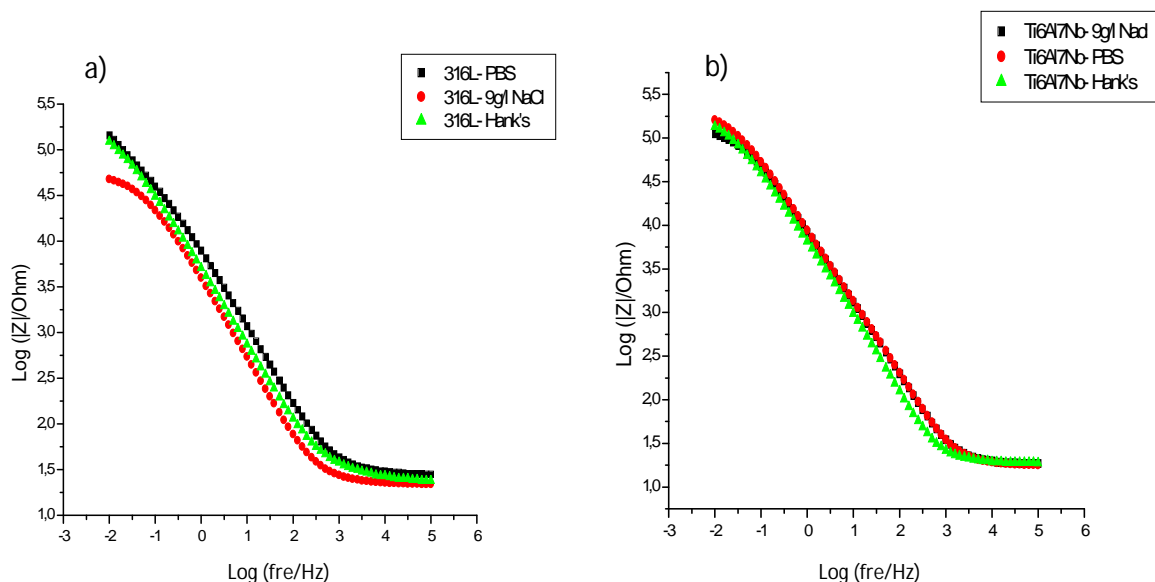 a)
316L- PBS
316L- 9g/l NaCl
316L- Hank's
5,5
5,0
4,5
4,0
3,5
3,0
2,5
2,0
1,5
1,0
Log (|Z|/Ohm)
-3 -2 -1 0 1 2 3 4 5 6
Log (fre/Hz)
b)
Ti6Al7Nb- 9g/l NaCl
Ti6Al7Nb- PBS
Ti6Al7Nb- Hank's
5,5
5,0
4,5
4,0
3,5
3,0
2,5
2,0
1,5
1,0
Log (|Z|/Ohm)
-3 -2 -1 0 1 2 3 4 5 6
Log (fre/Hz)